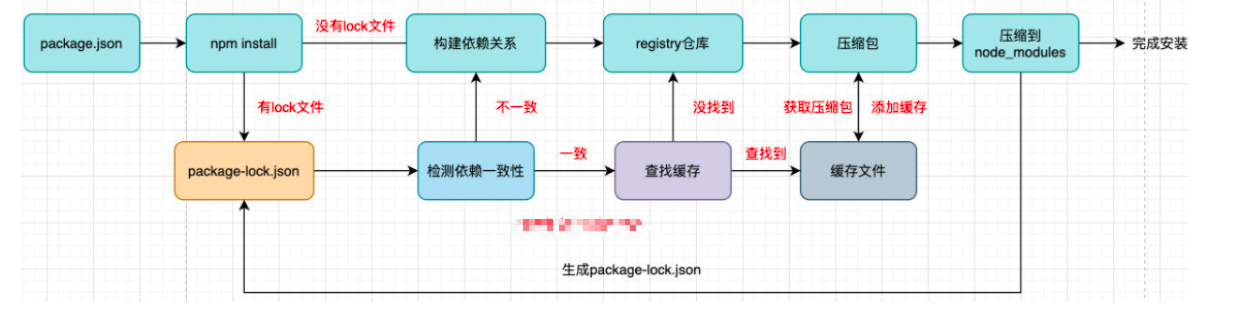 没有lock文件
package.json
npm install
构建依赖关系
registry仓库
压缩包
压缩到
node_modules
完成安装
有lock文件
不一致
没找到
获取压缩包
添加缓存
package-lock.json
检测依赖一致性
一致
查找缓存
查找到
缓存文件
生成package-lock.json